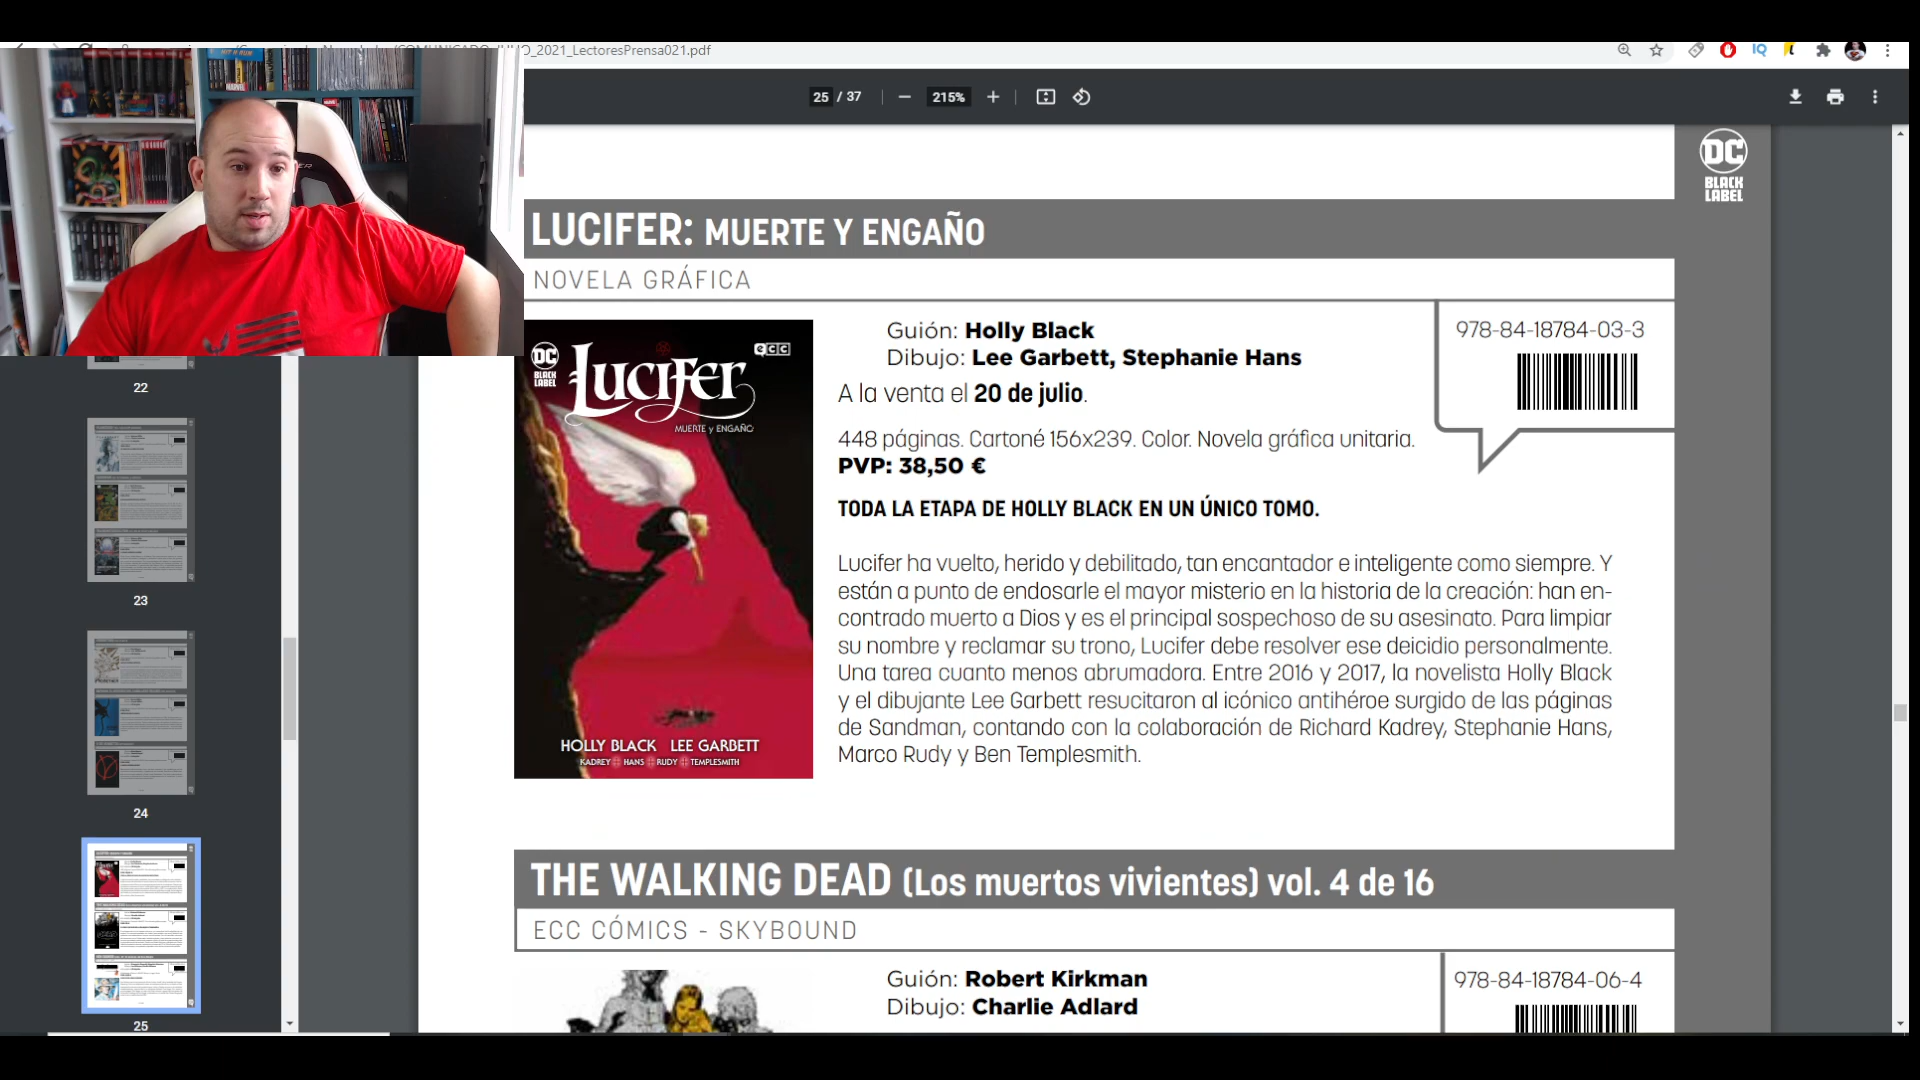 O_2021_LectoresPrensa021.pdf
25 / 37
215%
DC
BLACK
LABEL
LUCIFER: MUERTE Y ENGAÑO
NOVELA GRÁFICA
Guión: Holly Black
Dibujo: Lee Garbett, Stephanie Hans
A la venta el 20 de julio.
978-84-18784-03-3
448 páginas. Cartoné 156x239. Color. Novela gráfica unitaria.
PVP: 38,50 €
TODA LA ETAPA DE HOLLY BLACK EN UN ÚNICO TOMO.
Lucifer ha vuelto, herido y debilitado, tan encantador e inteligente como siempre. Y
están a punto de endosarle el mayor misterio en la historia de la creación: han en-
contrado muerto a Dios y es el principal sospechoso de su asesinato. Para limpiar
su nombre y reclamar su trono, Lucifer debe resolver ese deicidio personalmente.
Una tarea cuanto menos abrumadora. Entre 2016 y 2017, la novelista Holly Black
y el dibujante Lee Garbett resucitaron al icónico antihéroe surgido de las páginas
de Sandman, contando con la colaboración de Richard Kadrey, Stephanie Hans,
Marco Rudy y Ben Templesmith.
DC
BLACK
LABEL
ecc
LUCIFER
MUERTE Y ENGAÑO
HOLLY BLACK LEE GARBETT
KADREY HANS RUDY TEMPLESMITH
THE WALKING DEAD (Los muertos vivientes) vol. 4 de 16
ECC CÓMICS - SKYBOUND
Guión: Robert Kirkman
Dibujo: Charlie Adlard
978-84-18784-06-4
22
23
24
25